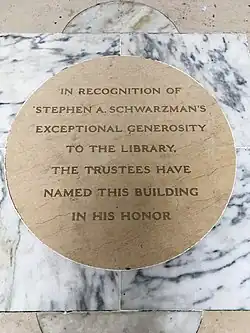 IN RECOGNITION OF
STEPHEN A. SCHWARZMAN'S
EXCEPTIONAL GENEROSITY
TO THE LIBRARY,
THE TRUSTEES HAVE
NAMED THIS BUILDING
IN HIS HONOR